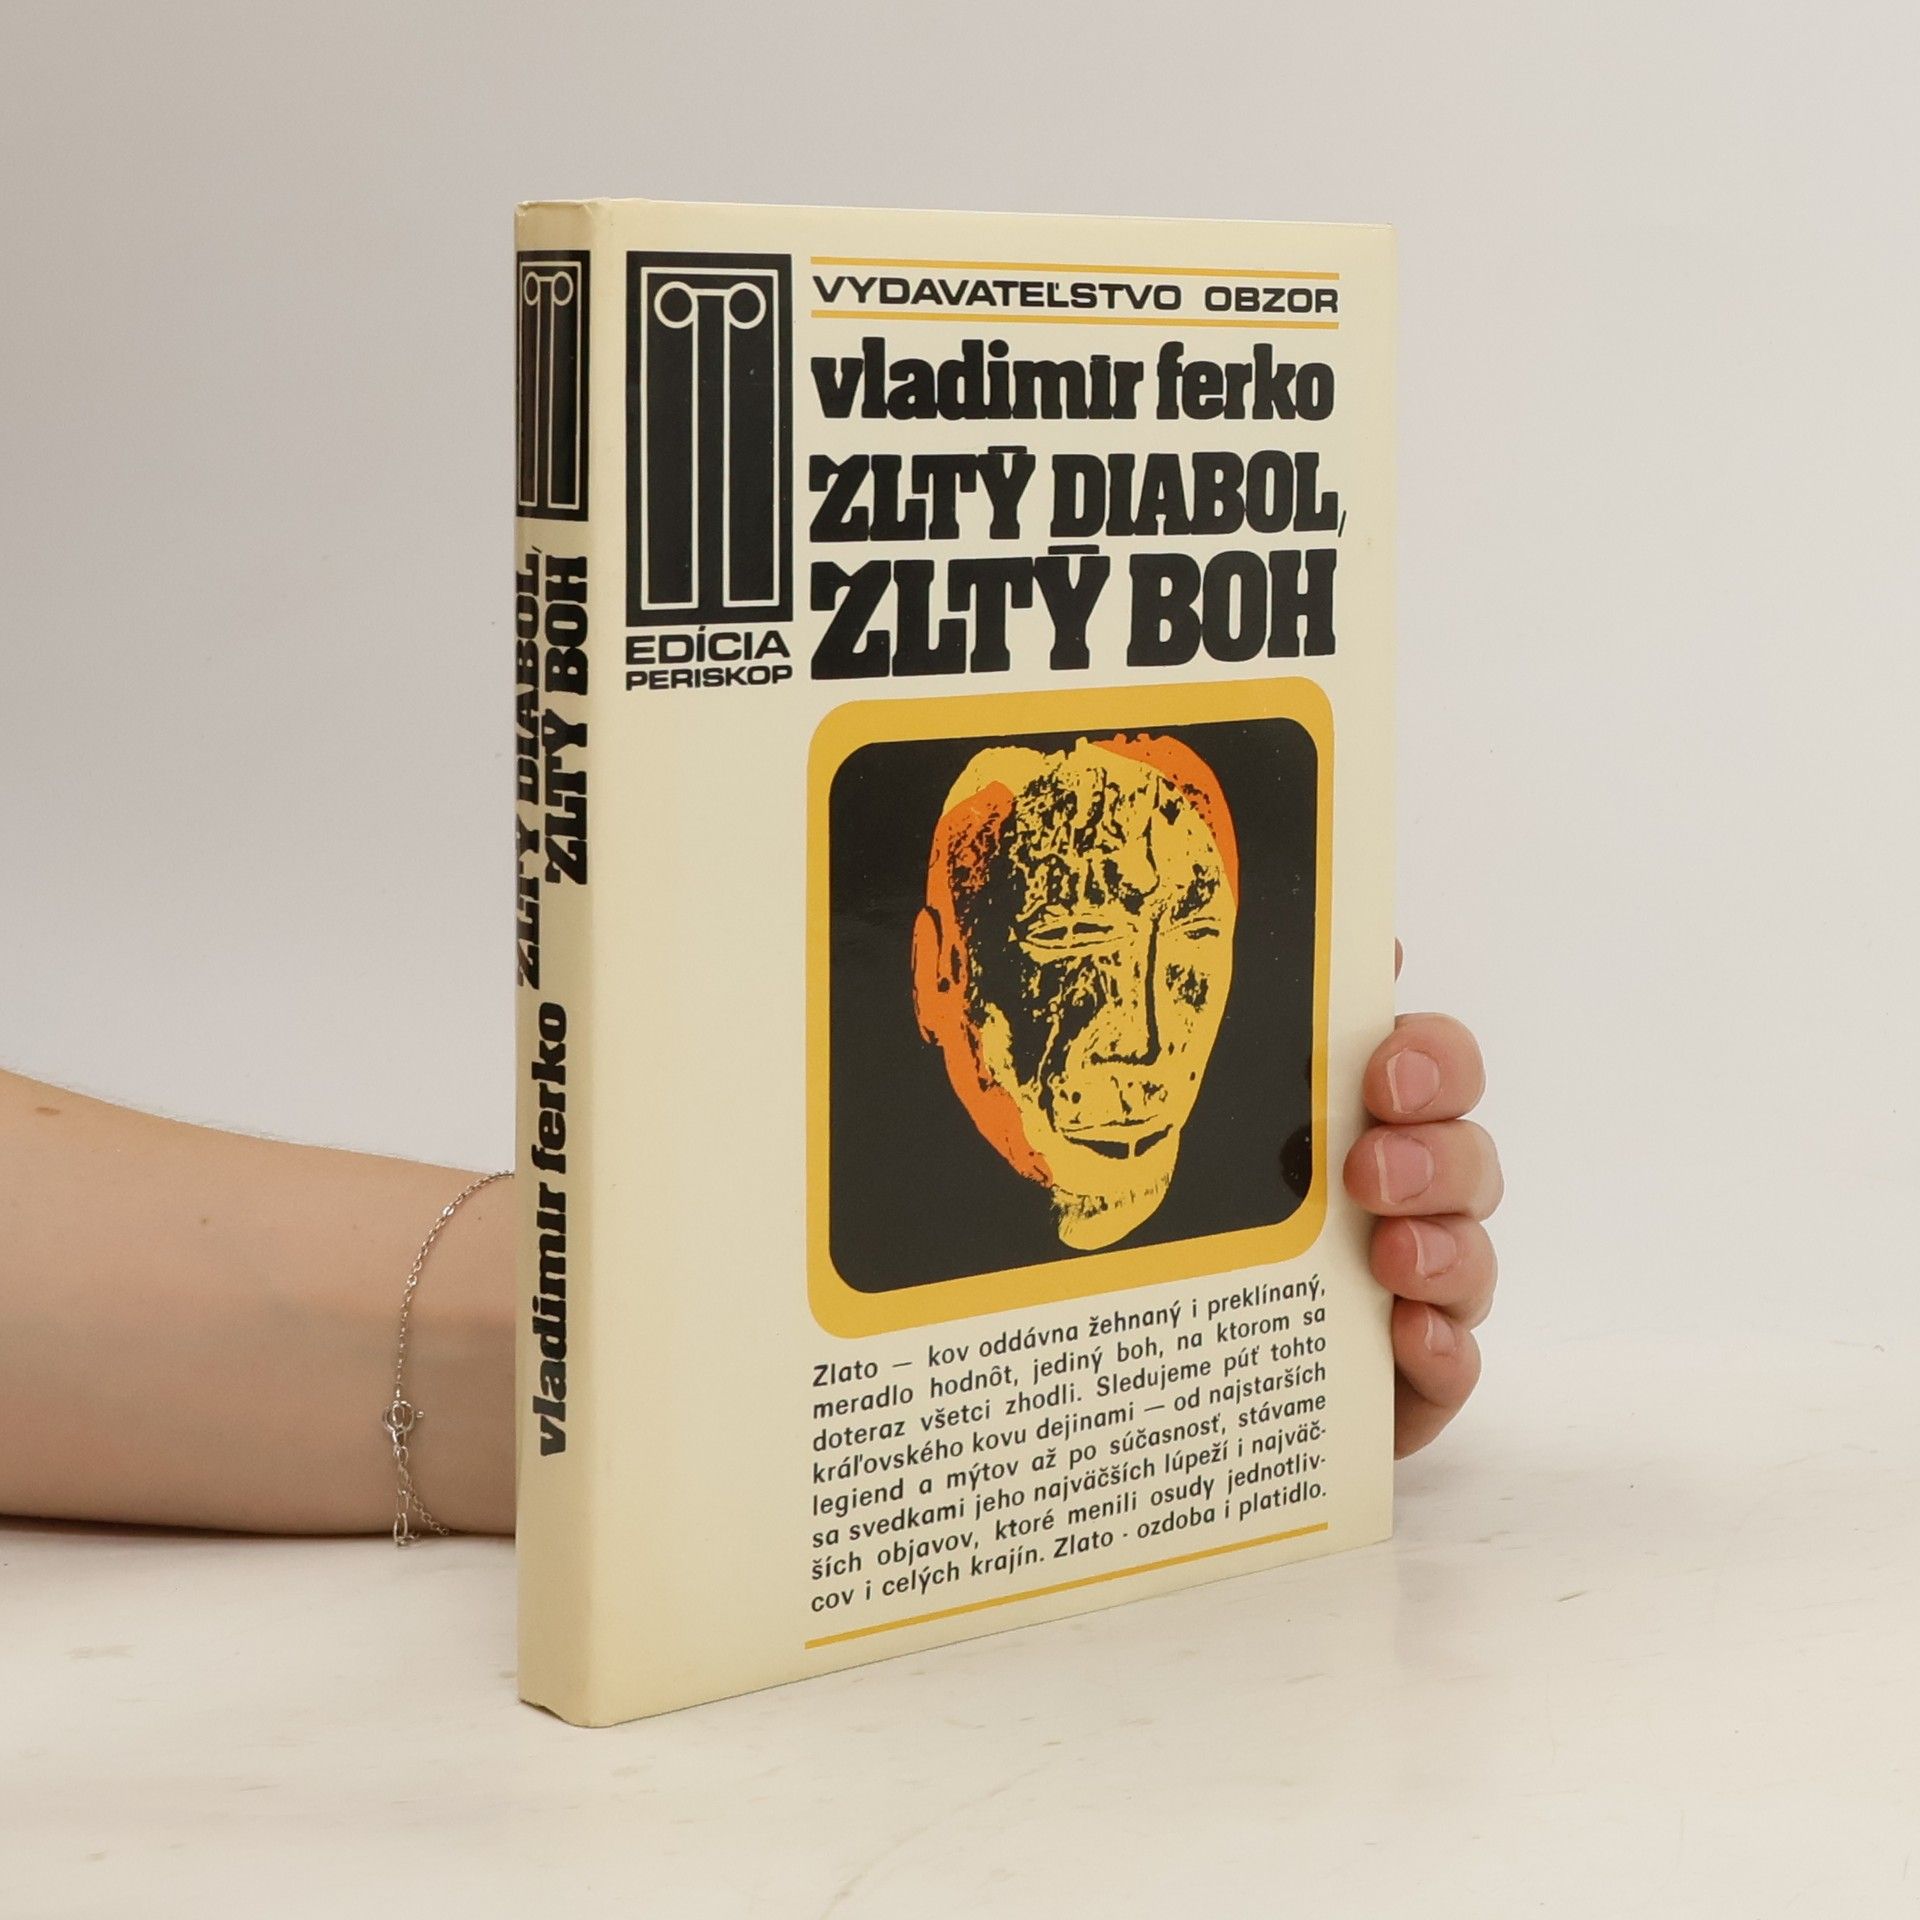 VYDAVATEĽSTVO OBZOR
vladimír ferko
ŽLTÝ DIABOL,
ŽLTÝ BOH
EDÍCIA
PERISKOP
Zlato — kov oddávna žehnaný i preklínaný,
meradlo hodnôt, jediný boh, na ktorom sa
doteraz všetci zhodli. Sledujeme púť tohto
kráľovského kovu dejinami — od najstarších
legiend a mýtov až po súčasnosť, stávame
sa svedkami jeho najväčších lúpeží i najväč-
ších objavov, ktoré menili osudy jednotliv-
cov i celých krajín. Zlato - ozdoba i platidlo.
vladimír ferko
ŽLTÝ DIABOL,
ŽLTÝ BOH